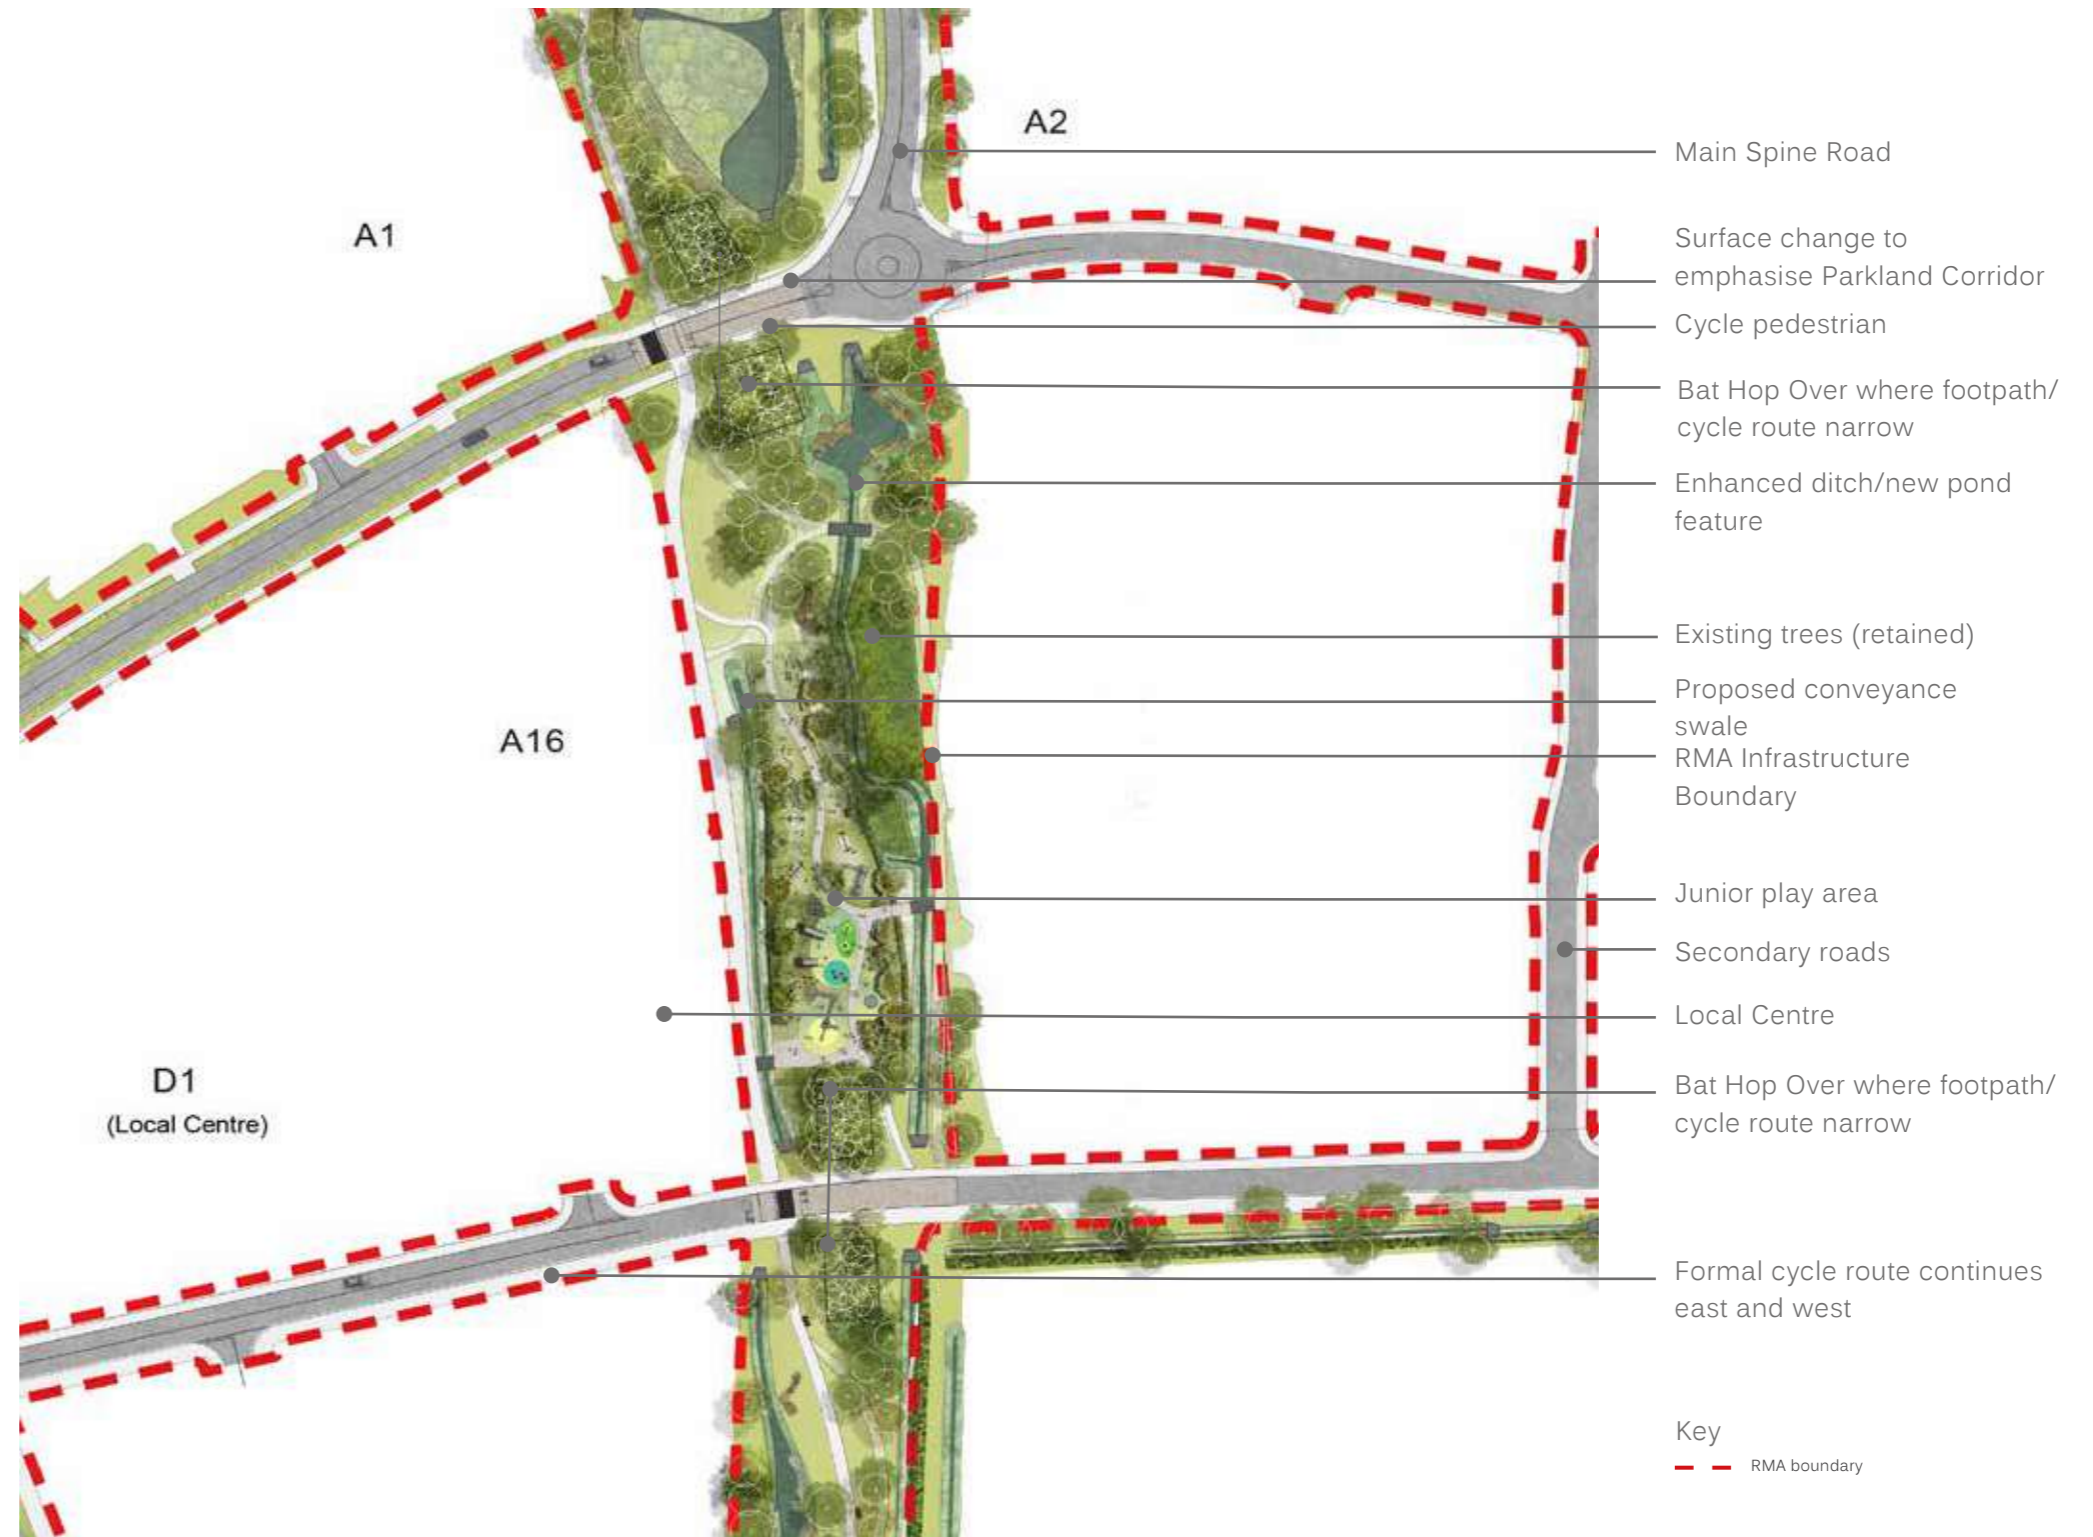 A2
Main Spine Road
A1
Surface change to
emphasise Parkland Corridor
Cycle pedestrian
Bat Hop Over where footpath/
cycle route narrow
Enhanced ditch/new pond
feature
Existing trees (retained)
Proposed conveyance
swale
A16
RMA Infrastructure
Boundary
Junior play area
Secondary roads
Local Centre
D1
(Local Centre)
Bat Hop Over where footpath/
cycle route narrow
Formal cycle route continues
east and west
Key
RMA boundary